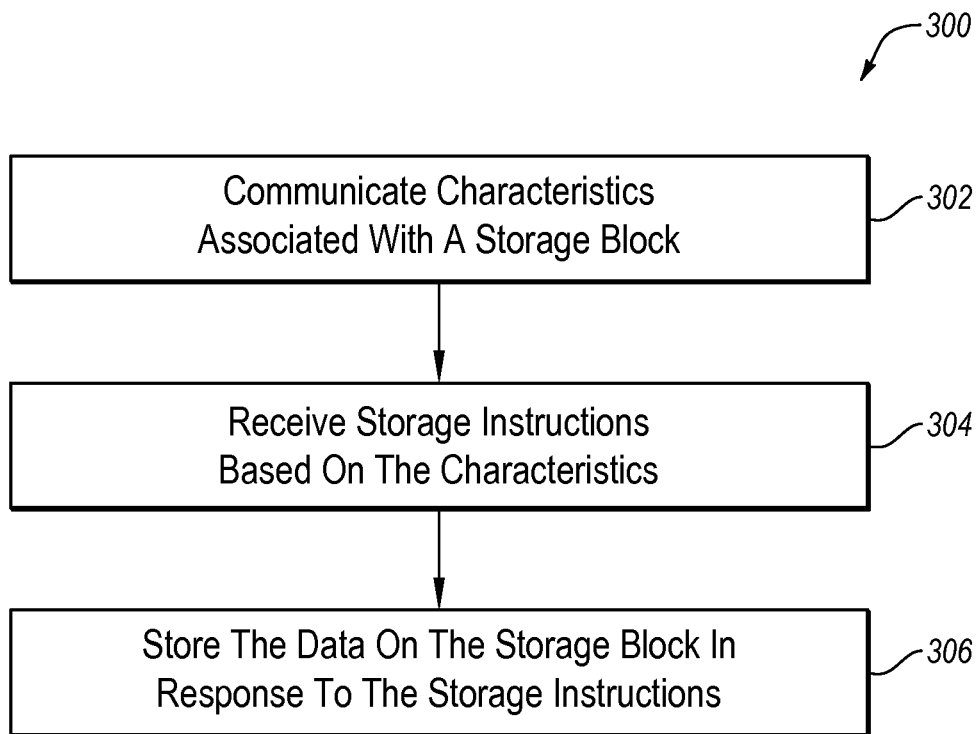 300
Communicate Characteristics
Associated With A Storage Block
302
Receive Storage Instructions
Based On The Characteristics
304
Store The Data On The Storage Block In
Response To The Storage Instructions
306